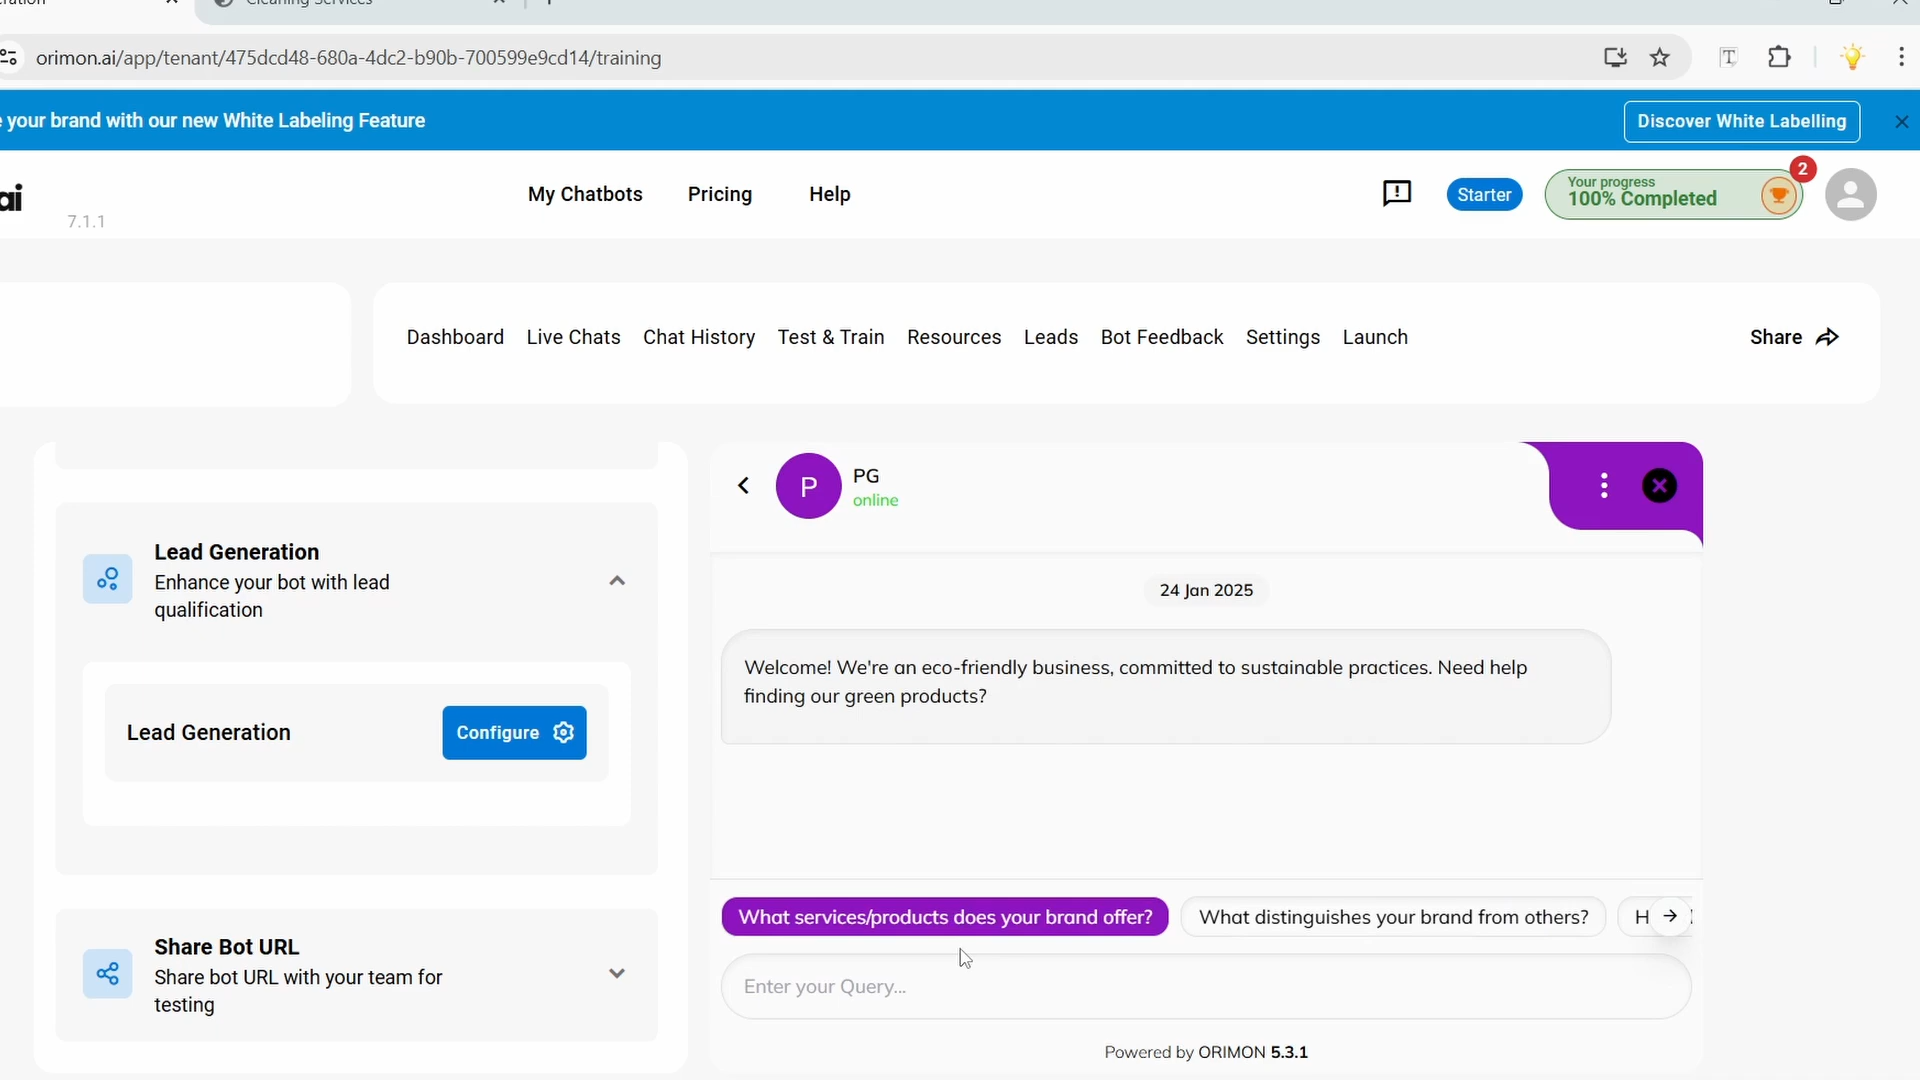 Cleaning Services
orimon.ai/app/tenant/475dcd48-680a-4dc2-b90b-700599e9cd14/training
your brand with our new White Labeling Feature
Discover White Labelling
ai
7.1.1
My Chatbots
Pricing
Help
Starter
Your progress
100% Completed
2
Dashboard
Live Chats
Chat History
Test & Train
Resources
Leads
Bot Feedback
Settings
Launch
Share
Lead Generation
Enhance your bot with lead
qualification
Lead Generation
Configure
Share Bot URL
Share bot URL with your team for
testing
P
PG
online
24 Jan 2025
Welcome! We're an eco-friendly business, committed to sustainable practices. Need help
finding our green products?
What services/products does your brand offer?
What distinguishes your brand from others?
H
Enter your Query...
Powered by ORIMON 5.3.1